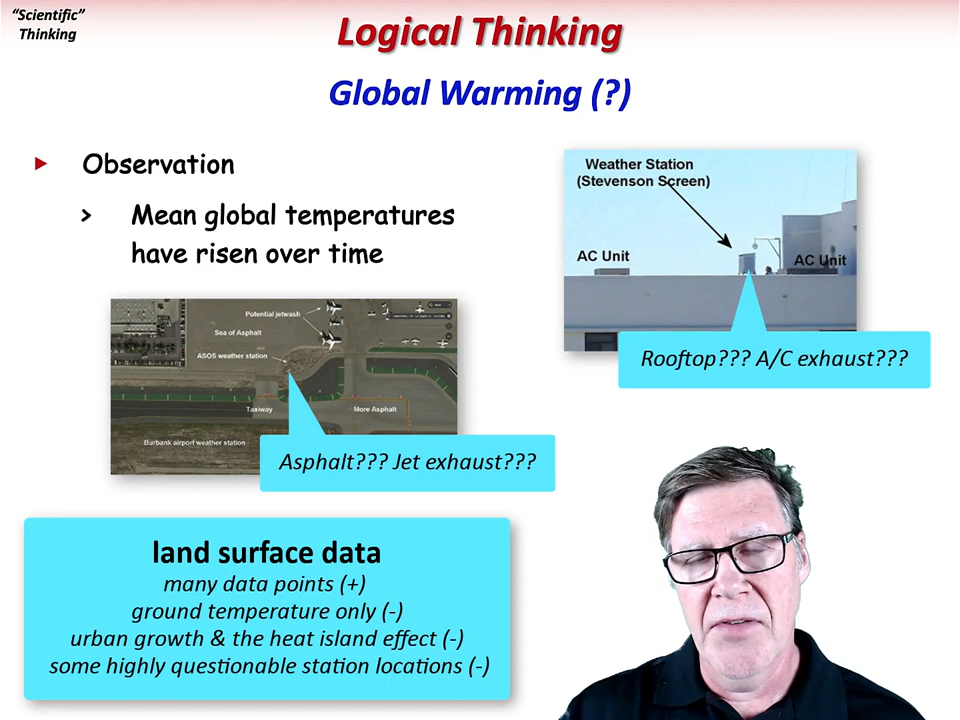 “Scientific”
Thinking
Logical Thinking
Global Warming (?)
Observation
> Mean global temperatures
have risen over time
Weather Station
(Stevenson Screen)
AC Unit
AC Unit
Rooftop??? A/C exhaust???
Potential jetwash
Sea of Asphalt
ASOS weather station
Taxiway
More Asphalt
Burbank airport weather station
Asphalt??? Jet exhaust???
land surface data
many data points (+)
ground temperature only (-)
urban growth & the heat island effect (-)
some highly questionable station locations (-)